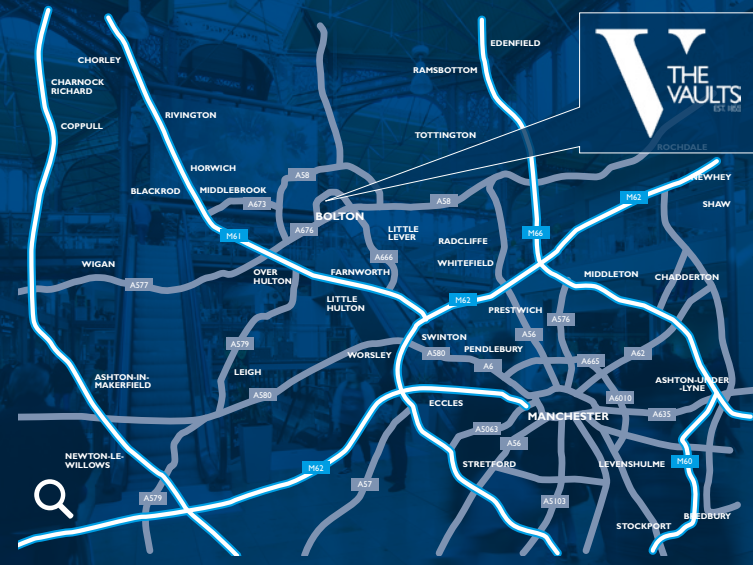 EDENFIELD
CHORLEY
RAMSBOTTOM
V
THE
VAULTS
EST. 1853
CHARNOCK
RICHARD
RIVINGTON
COPPULL
TOTTINGTON
ROCHDALE
HORWICH
A58
NEWHEY
BLACKROD
MIDDLEBROOK
A673
A58
M62
SHAW
BOLTON
A676
M61
LITTLE
LEVER
RADCLIFFE
M66
WIGAN
A666
WHITEFIELD
OVER
HULTON
FARNWORTH
MIDDLETON
CHADDERTON
A577
LITTLE
HULTON
M62
PRESTWICH
A576
SWINTON
A56
A579
WORSLEY
A580
PENDLEBURY
A62
A6
A665
LEIGH
ASHTON-IN-
MAKERFIELD
ASHTON-UNDER
-LYNE
A580
ECCLES
A6010
MANCHESTER
A635
A5063
A56
NEWTON-LE-
WILLOWS
M62
STRETFORD
LEVENSHULME
M60
A57
A579
A5103
STOCKPORT
BREDBURY